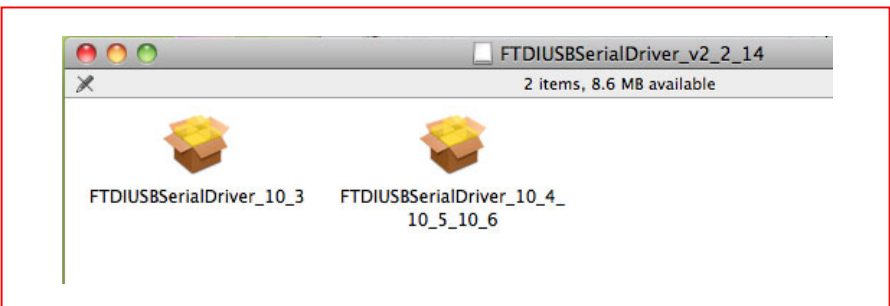 FTDIUSBSerialDriver_v2_2_14
2 items, 8.6 MB available
FTDIUSBSerialDriver_10_3
FTDIUSBSerialDriver_10_4_
10_5_10_6